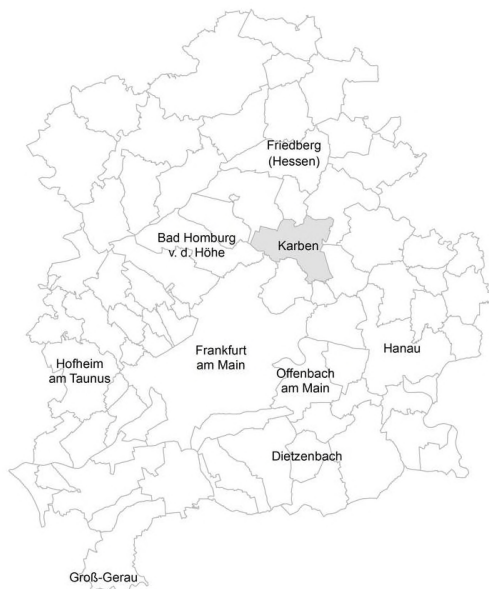 Friedberg
(Hessen)
Bad Homburg
v. d. Höhe
Karben
Hofheim
am Taunus
Frankfurt
am Main
Offenbach
am Main
Hanau
Dietzenbach
Groß-Gerau